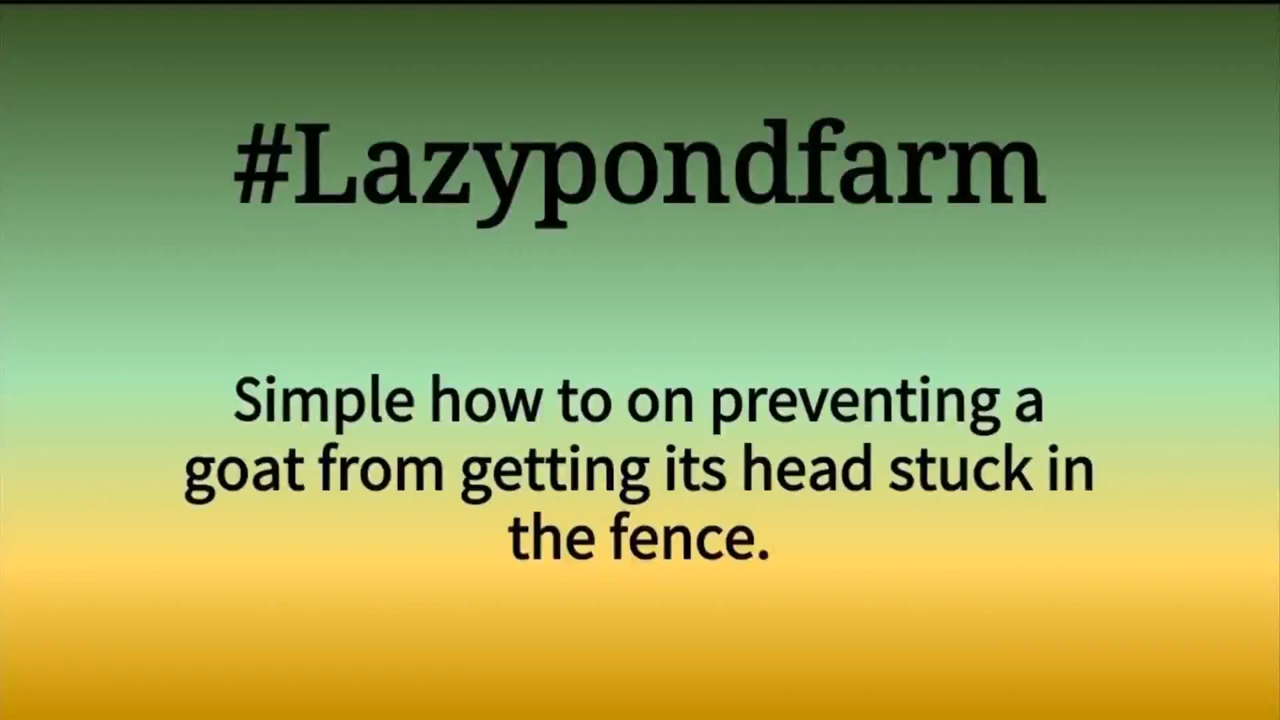 #Lazypondfarm
Simple how to on preventing a
goat from getting its head stuck in
the fence.